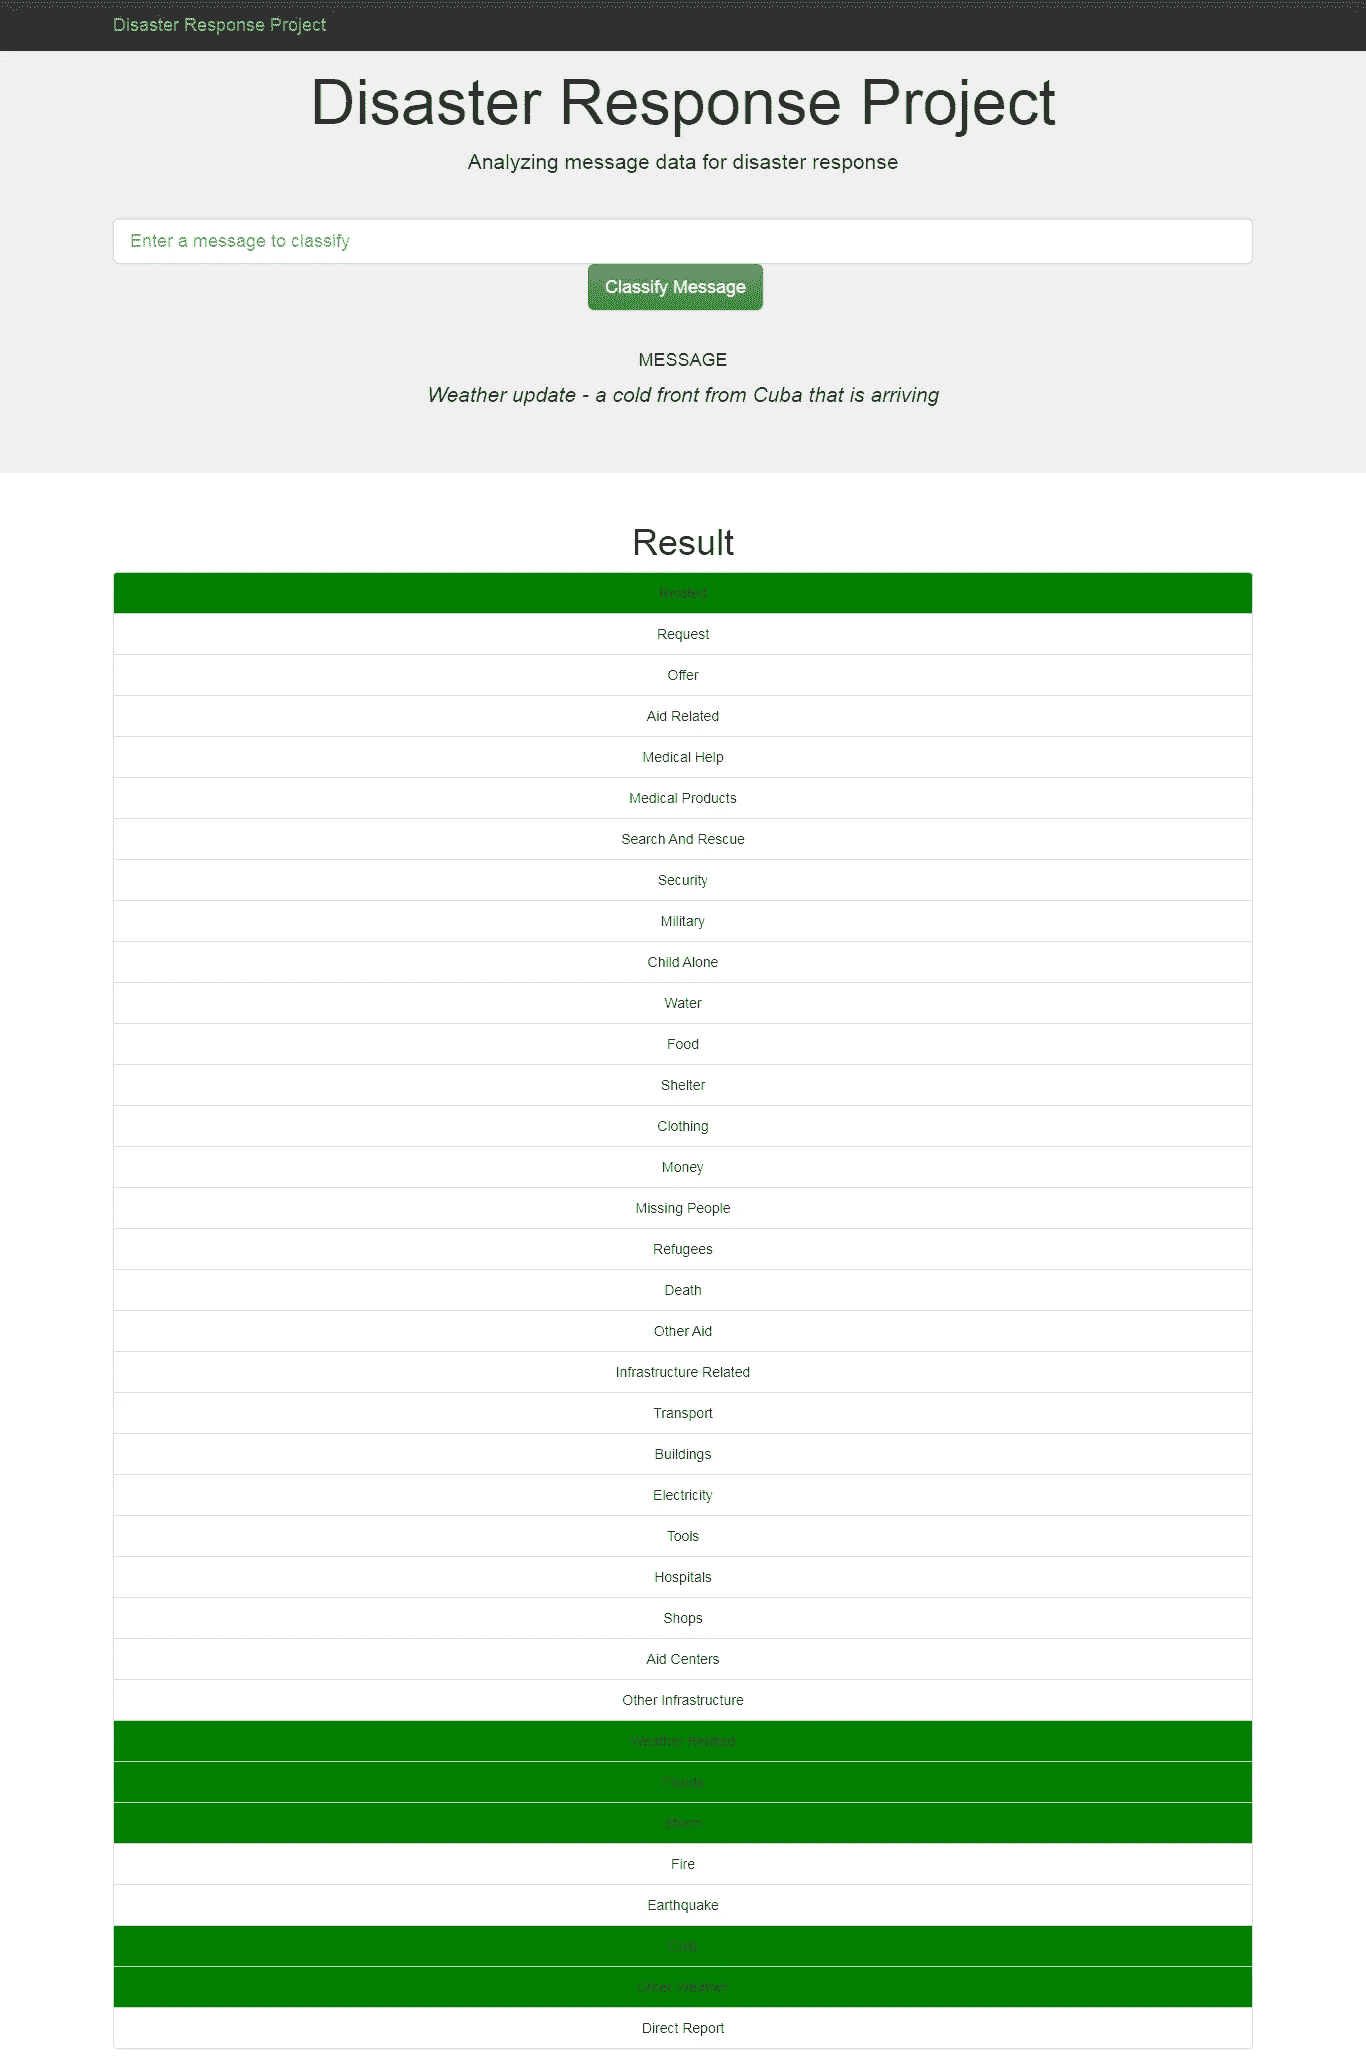 Disaster Response Project
Disaster Response Project
Analyzing message data for disaster response
Enter a message to classify
Classify Message
MESSAGE
Weather update - a cold front from Cuba that is arriving
Result
Related
Request
Offer
Aid Related
Medical Help
Medical Products
Search And Rescue
Security
Military
Child Alone
Water
Food
Shelter
Clothing
Money
Missing People
Refugees
Death
Other Aid
Infrastructure Related
Transport
Buildings
Electricity
Tools
Hospitals
Shops
Aid Centers
Other Infrastructure
Weather Related
Floods
Storm
Fire
Earthquake
Cold
Other Weather
Direct Report